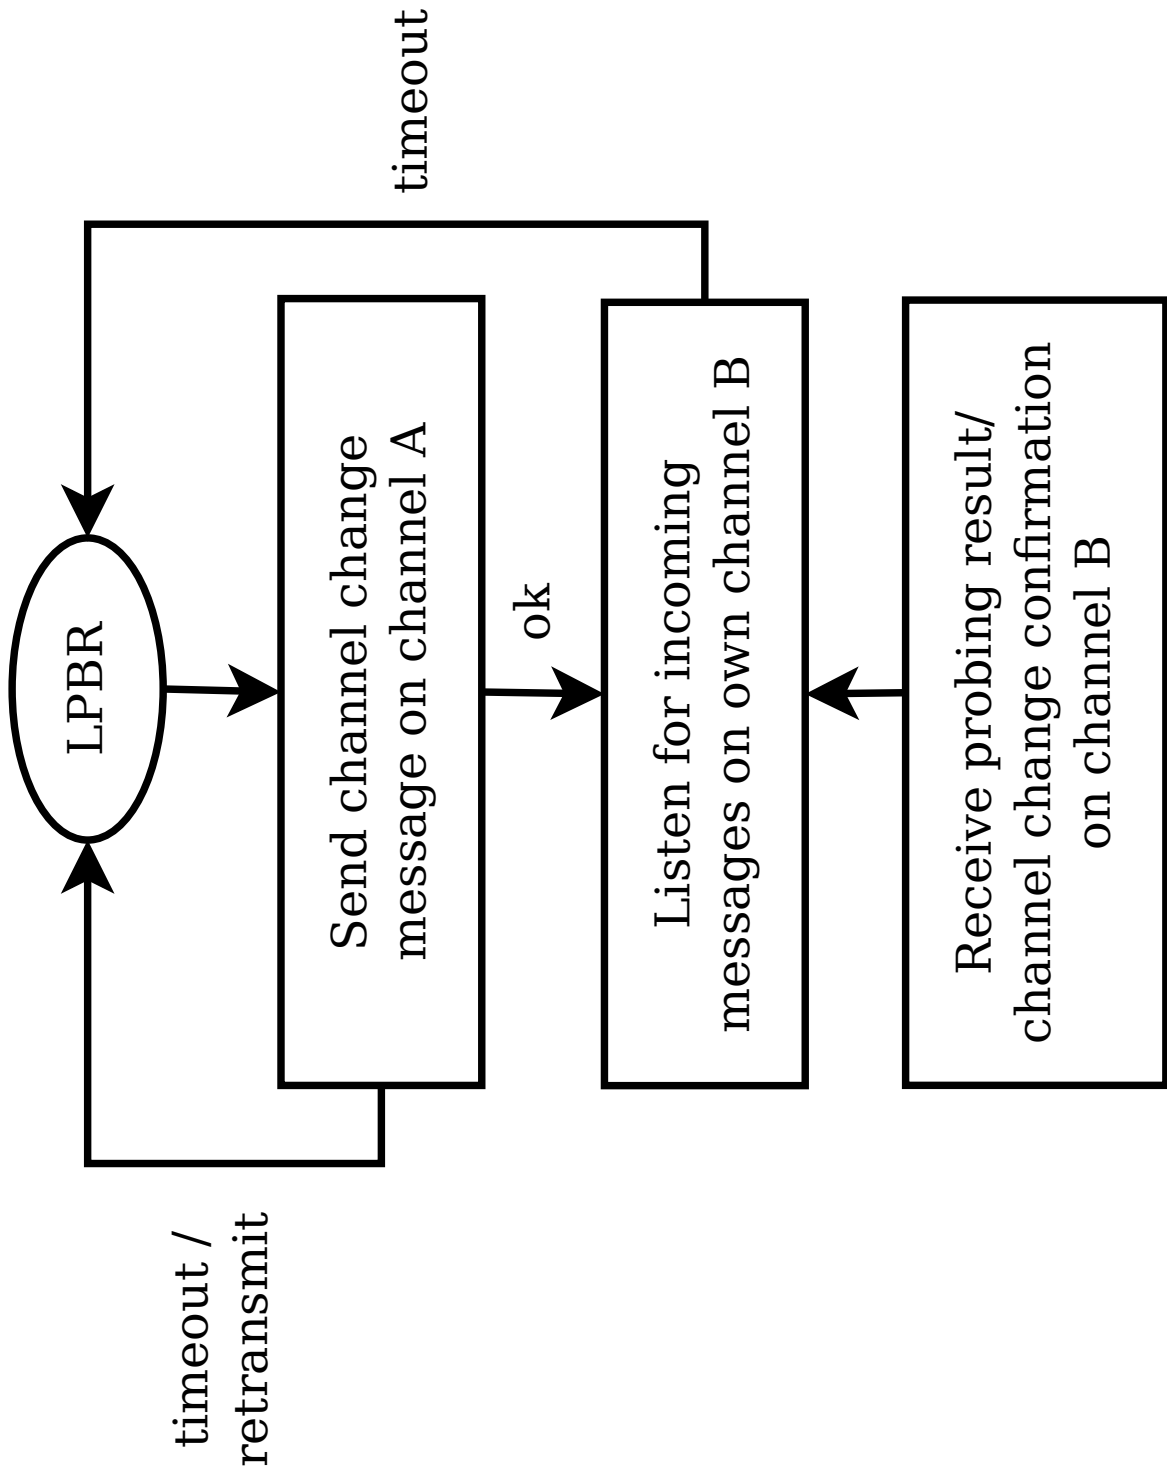 LPBR
timeout /
retransmit
Send channel change
message on channel A
timeout
ok
Listen for incoming
messages on own channel B
Receive probing result/
channel change confirmation
on channel B